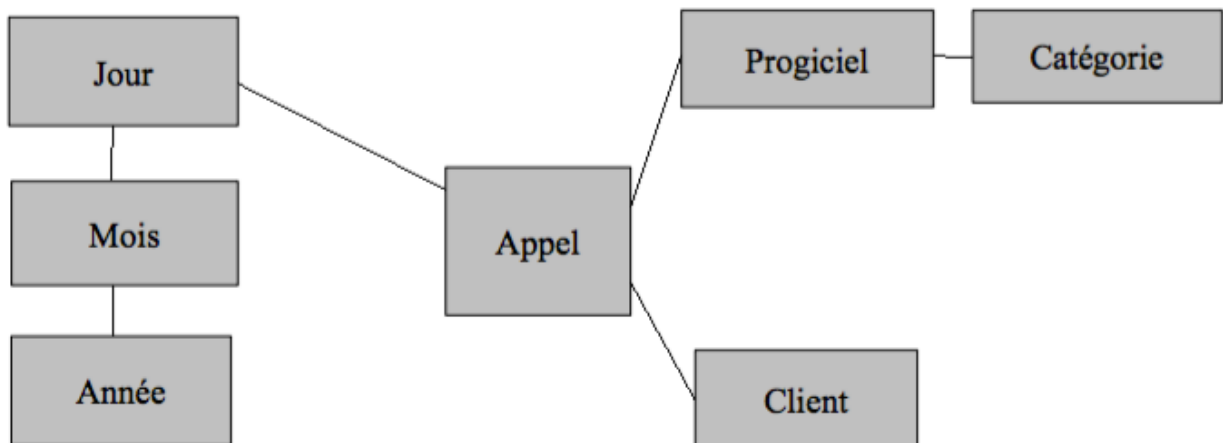 Jour
Progiciel
Catégorie
Mois
Appel
Année
Client